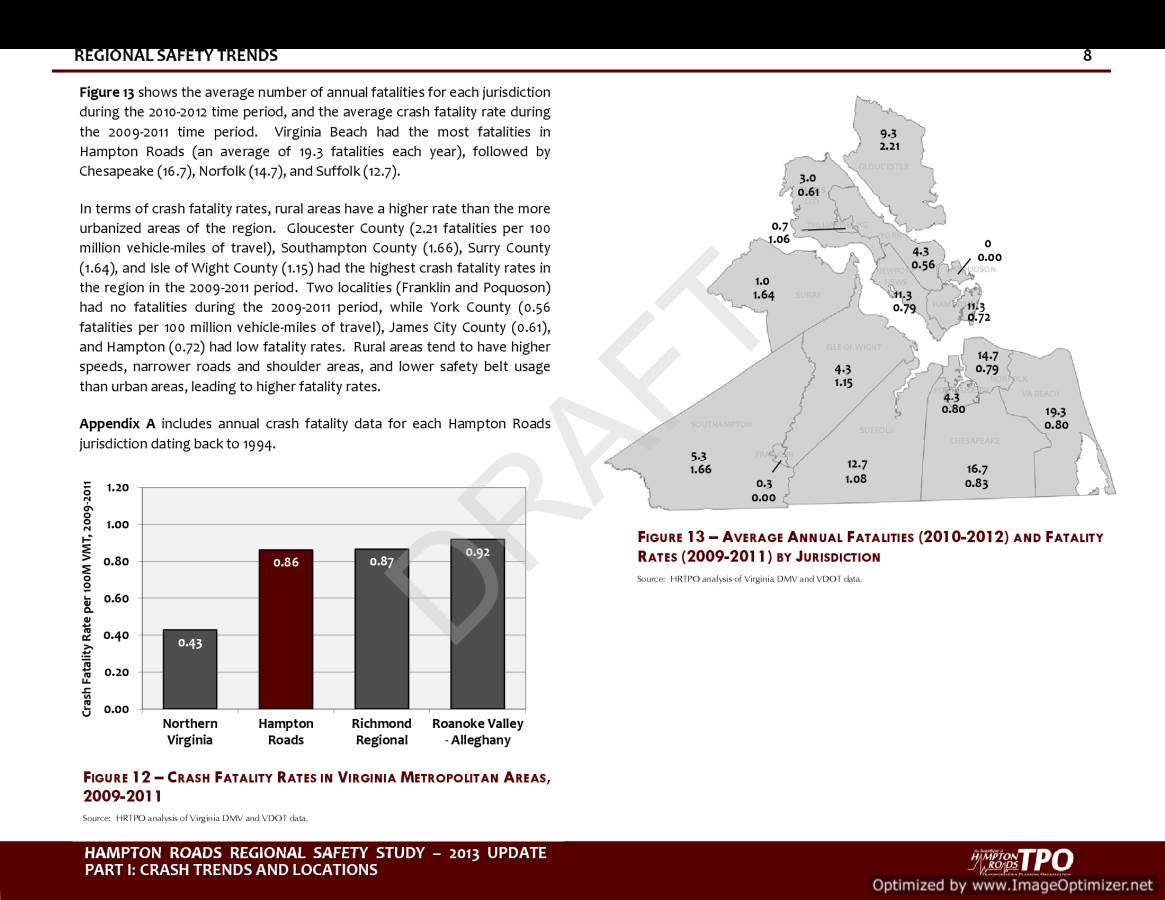 REGIONAL SAFETY TRENDS 8
Figure 13 shows the average number of annual fatalities for each jurisdiction
during the 2010-2012 time period, and the average crash fatality rate during
the 2009-2011 time period. Virginia Beach had the most fatalities in
Hampton Roads (an average of 19.3 fatalities each year), followed by
Chesapeake (16.7), Norfolk (14.7), and Suffolk (12.7).
In terms of crash fatality rates, rural areas have a higher rate than the more
urbanized areas of the region. Gloucester County (2.21 fatalities per 100
million vehicle-miles of travel), Southampton County (1.66), Surry County
(1.64), and Isle of Wight County (1.15) had the highest crash fatality rates in
the region in the 2009-2011 period. Two localities (Franklin and Poquoson)
had no fatalities during the 2009-2011 period, while York County (0.56
fatalities per 100 million vehicle-miles of travel), James City County (0.61),
and Hampton (0.72) had low fatality rates. Rural areas tend to have higher
speeds, narrower roads and shoulder areas, and lower safety belt usage
than urban areas, leading to higher fatality rates.
Appendix A includes annual crash fatality data for each Hampton Roads
jurisdiction dating back to 1994.
Crash Fatality Rate per 100M VMT, 2009-2011
1.20
1.00
0.80
0.60
0.40
0.20
0.00
0.43
0.86
0.87
0.92
Northern
Virginia
Hampton
Roads
Richmond
Regional
Roanoke Valley
- Alleghany
FIGURE 12 – CRASH FATALITY RATES IN VIRGINIA METROPOLITAN AREAS,
2009-2011
Source: HRTPO analysis of Virginia DMV and VDOT data.
DRAFT
9.3
2.21
GLOUCESTER
3.0
0.61
0.7
1.06
4.3
0.56
0
0.00
1.0
1.64
SURRY
11.3
0.79
11.3
0.72
ISLE OF WIGHT
4.3
1.15
14.7
0.79
NORFOLK
4.3
0.80
VA BEACH
19.3
0.80
SOUTHAMPTON
5.3
1.66
SUFFOLK
12.7
1.08
CHESAPEAKE
16.7
0.83
0.3
0.00
FIGURE 13 – AVERAGE ANNUAL FATALITIES (2010-2012) AND FATALITY
RATES (2009-2011) BY JURISDICTION
Source: HRTPO analysis of Virginia DMV and VDOT data.
HAMPTON ROADS REGIONAL SAFETY STUDY – 2013 UPDATE
PART I: CRASH TRENDS AND LOCATIONS
HAMPTON
ROADS
TPO
Optimized by www.ImageOptimizer.net